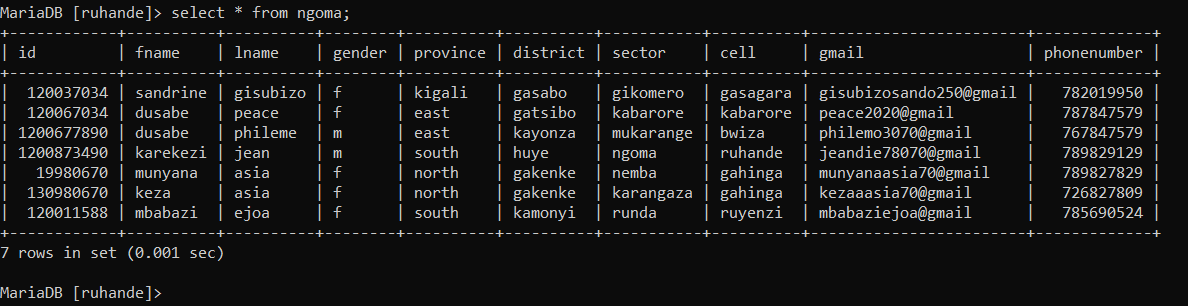 MariaDB [ruhande]> select * from ngoma;
+------------+----------+----------+--------+----------+----------+-----------+----------+----------------------+-------------+
| id         | fname    | lname    | gender | province | district | sector    | cell     | gmail                | phonenumber |
+------------+----------+----------+--------+----------+----------+-----------+----------+----------------------+-------------+
|  120037034 | sandrine | gisubizo | f      | kigali   | gasabo   | gikomero  | gasagara | gisubizosando250@gmail |   782019950 |
|  120067034 | dusabe   | peace    | f      | east     | gatsibo  | kabarore  | kabarore | peace2020@gmail      |   787847579 |
| 1200677890 | dusabe   | phileme  | m      | east     | kayonza  | mukarange | bwiza    | philemo3070@gmail    |   767847579 |
| 1200873490 | karekezi | jean     | m      | south    | huye     | ngoma     | ruhande  | jeandie78070@gmail   |   789829129 |
|   19980670 | munyana  | asia     | f      | north    | gakenke  | nemba     | gahinga  | munyanaasia70@gmail  |   789827829 |
|  130980670 | keza     | asia     | f      | north    | gakenke  | karangaza | gahinga  | kezaaasia70@gmail    |   726827809 |
|  120011588 | mbabazi  | ejoa     | f      | south    | kamonyi  | runda     | ruyenzi  | mbabaziejoa@gmail    |   785690524 |
+------------+----------+----------+--------+----------+----------+-----------+----------+----------------------+-------------+
7 rows in set (0.001 sec)
MariaDB [ruhande]>